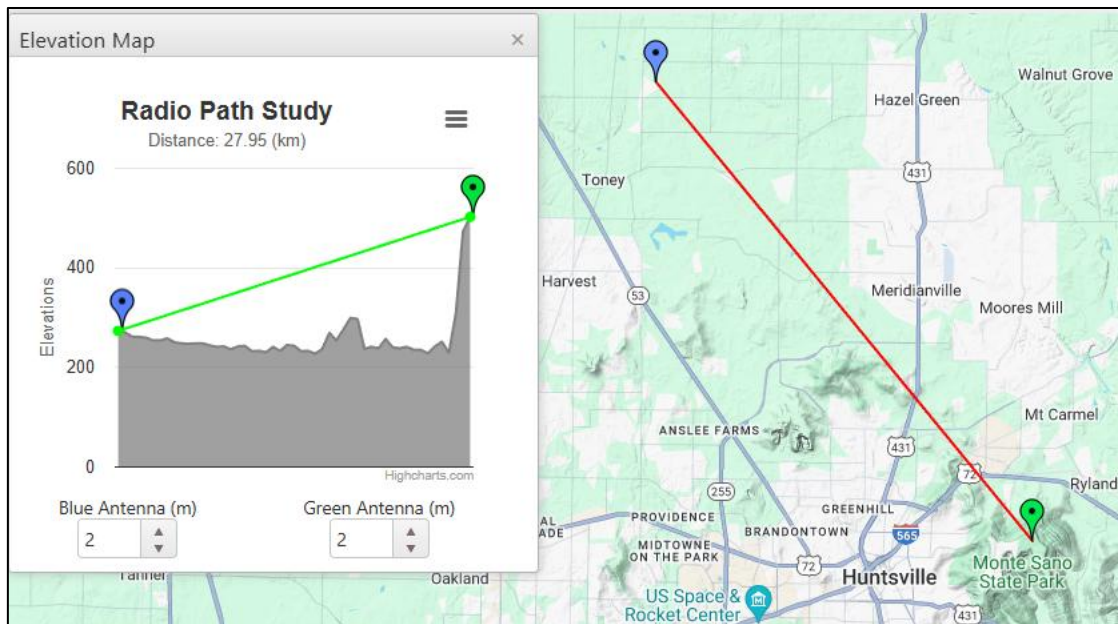 Elevation Map
×
Radio Path Study
Distance: 27.95 (km)
600
400
200
0
Elevations
Highcharts.com
Blue Antenna (m)
2
Green Antenna (m)
2
Walnut Grove
Hazel Green
431
Toney
Harvest
53
Meridianville
Moores Mill
Mt Carmel
ANSLEE FARMS
431
72
Ryland
255
GREENHILL
PROVIDENCE
BRANDONTOWN
565
MIDTOWNE
ON THE PARK
72
Huntsville
Monte Sano
State Park
Oakland
US Space &
Rocket Center
431